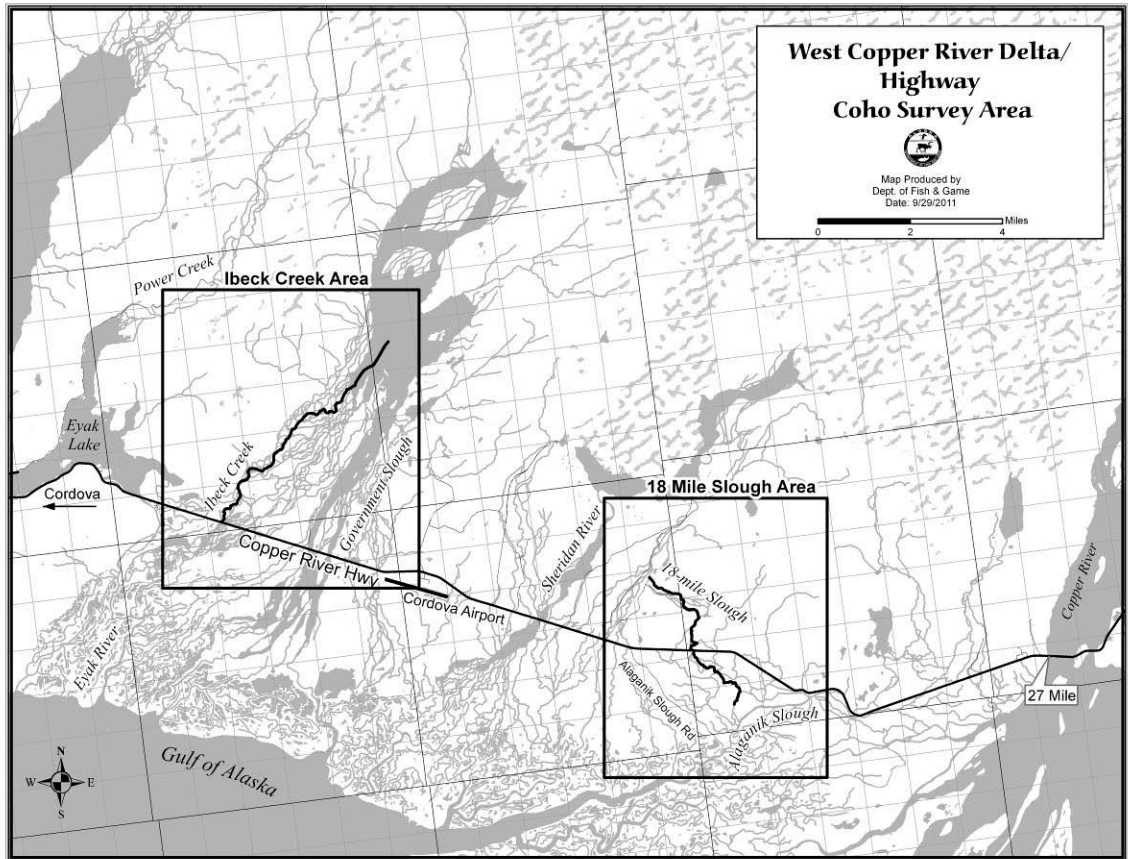 West Copper River Delta/
Highway
Coho Survey Area
Map Produced by
Dept. of Fish & Game
Date: 9/29/2011
Miles
0 2 4
Power Creek
Ibeck Creek Area
Eyak
Lake
Cordova
Ibeck Creek
Government Slough
Copper River Hwy
Cordova Airport
Sheridan River
18 Mile Slough Area
18-mile Slough
Copper River
27 Mile
Eyak River
Alaganik Slough Rd
Alaganik Slough
Gulf of Alaska
N
W E
S